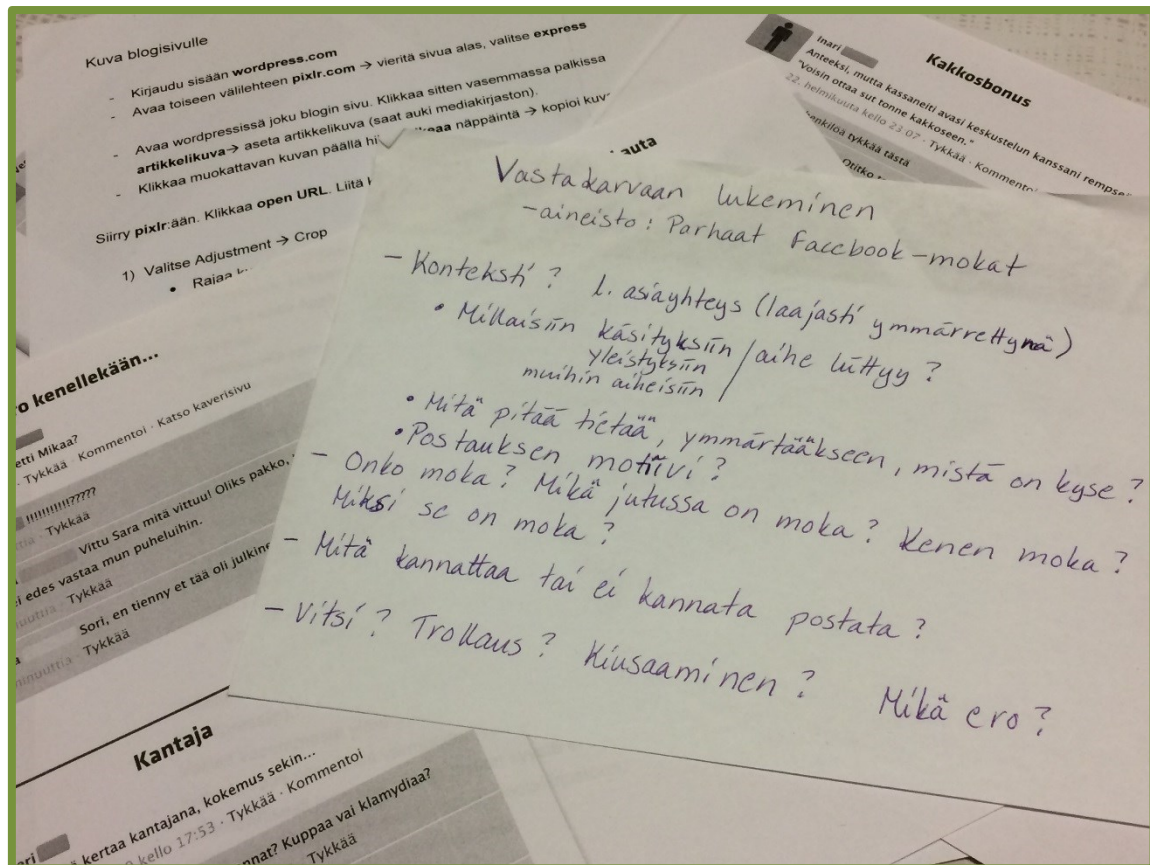 Kuva blogisivulle
- Kirjaudu sisään wordpress.com
- Avaa toiseen välilehteen pixlr.com → vieritä sivua alas, valitse express
- Avaa wordpressissä joku blogin sivu. Klikkaa sitten vasemmassa palkissa
artikkelikuva→ aseta artikkelikuva (saat auki mediakirjaston).
- Klikkaa muokattavan kuvan päällä näppäintä → kopioi
Siirry pixlr:ään. Klikkaa open URL. Liitä
1) Valitse Adjustment → Crop
• Rajaa
Kakkosbonus
Inari
Anteeksi, mutta kassaneiti avasi keskustelun kanssani
"Voisin ottaa sut tonne kakkoseen."
22. helmikuuta kello 23:07 · Tykkää ·
tykkää tästä
Vastakarvaan lukeminen
-aineisto: Parhaat Facebook-mokat
- Konteksti? l. asiayhteys (laajasti ymmärrettynä)
• Millaisiin käsityksiin / aihe liittyy?
yleistyksiin
muihin aiheisiin
• Mitä pitää tietää, ymmärtääkseen, mistä on kyse?
• Postauksen motiivi?
- Onko moka? Mikä jutussa on moka? Kenen moka?
Miksi se on moka?
- Mitä kannattaa tai ei kannata postata?
- Vitsi? Trollaus? Kiusaaminen? Mikä ero?
kenellekään...
Mikaa?
Tykkää · Kommentoi · Katso kaverisivu
!!!!!!!!!!?????
Tykkää
Vittu Sara mitä vittuu! Oliks pakko,
ei edes vastaa mun puheluihin.
Tykkää
Sori, en tienny et tää oli
Tykkää
Kantaja
kertaa kantajana, kokemus sekin...
kello 17:53 · Tykkää · Kommentoi
Kuppaa vai klamydiaa?
Tykkää